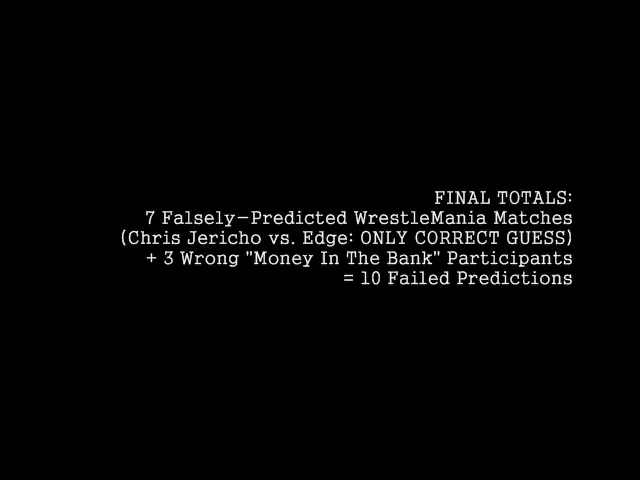 FINAL TOTALS:
7 Falsely-Predicted WrestleMania Matches
(Chris Jericho vs. Edge: ONLY CORRECT GUESS)
+ 3 Wrong "Money In The Bank" Participants
= 10 Failed Predictions